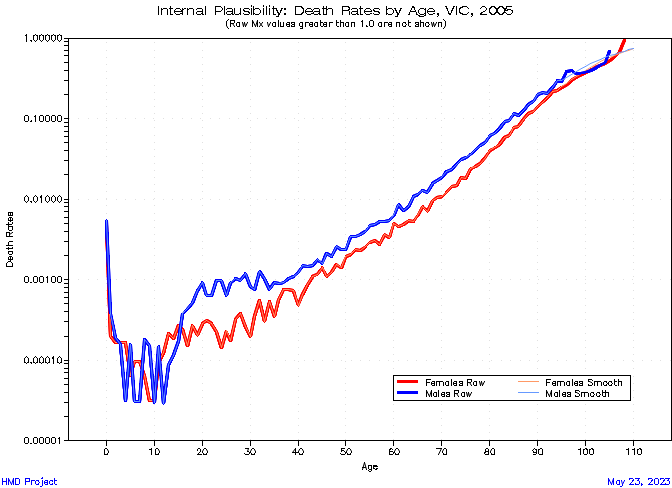 Internal Plausibility: Death Rates by Age, VIC, 2005
(Raw Mx values greater than 1.0 are not shown)
Death Rates
1.00000
0.10000
0.01000
0.00100
0.00010
0.00001
Females Raw
Females Smooth
Males Raw
Males Smooth
0 10 20 30 40 50 60 70 80 90 100 110
Age
HMD Project
May 23, 2023